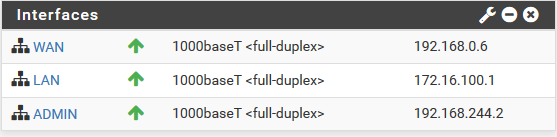 Interfaces
WAN 1000baseT <full-duplex> 192.168.0.6
LAN 1000baseT <full-duplex> 172.16.100.1
ADMIN 1000baseT <full-duplex> 192.168.244.2